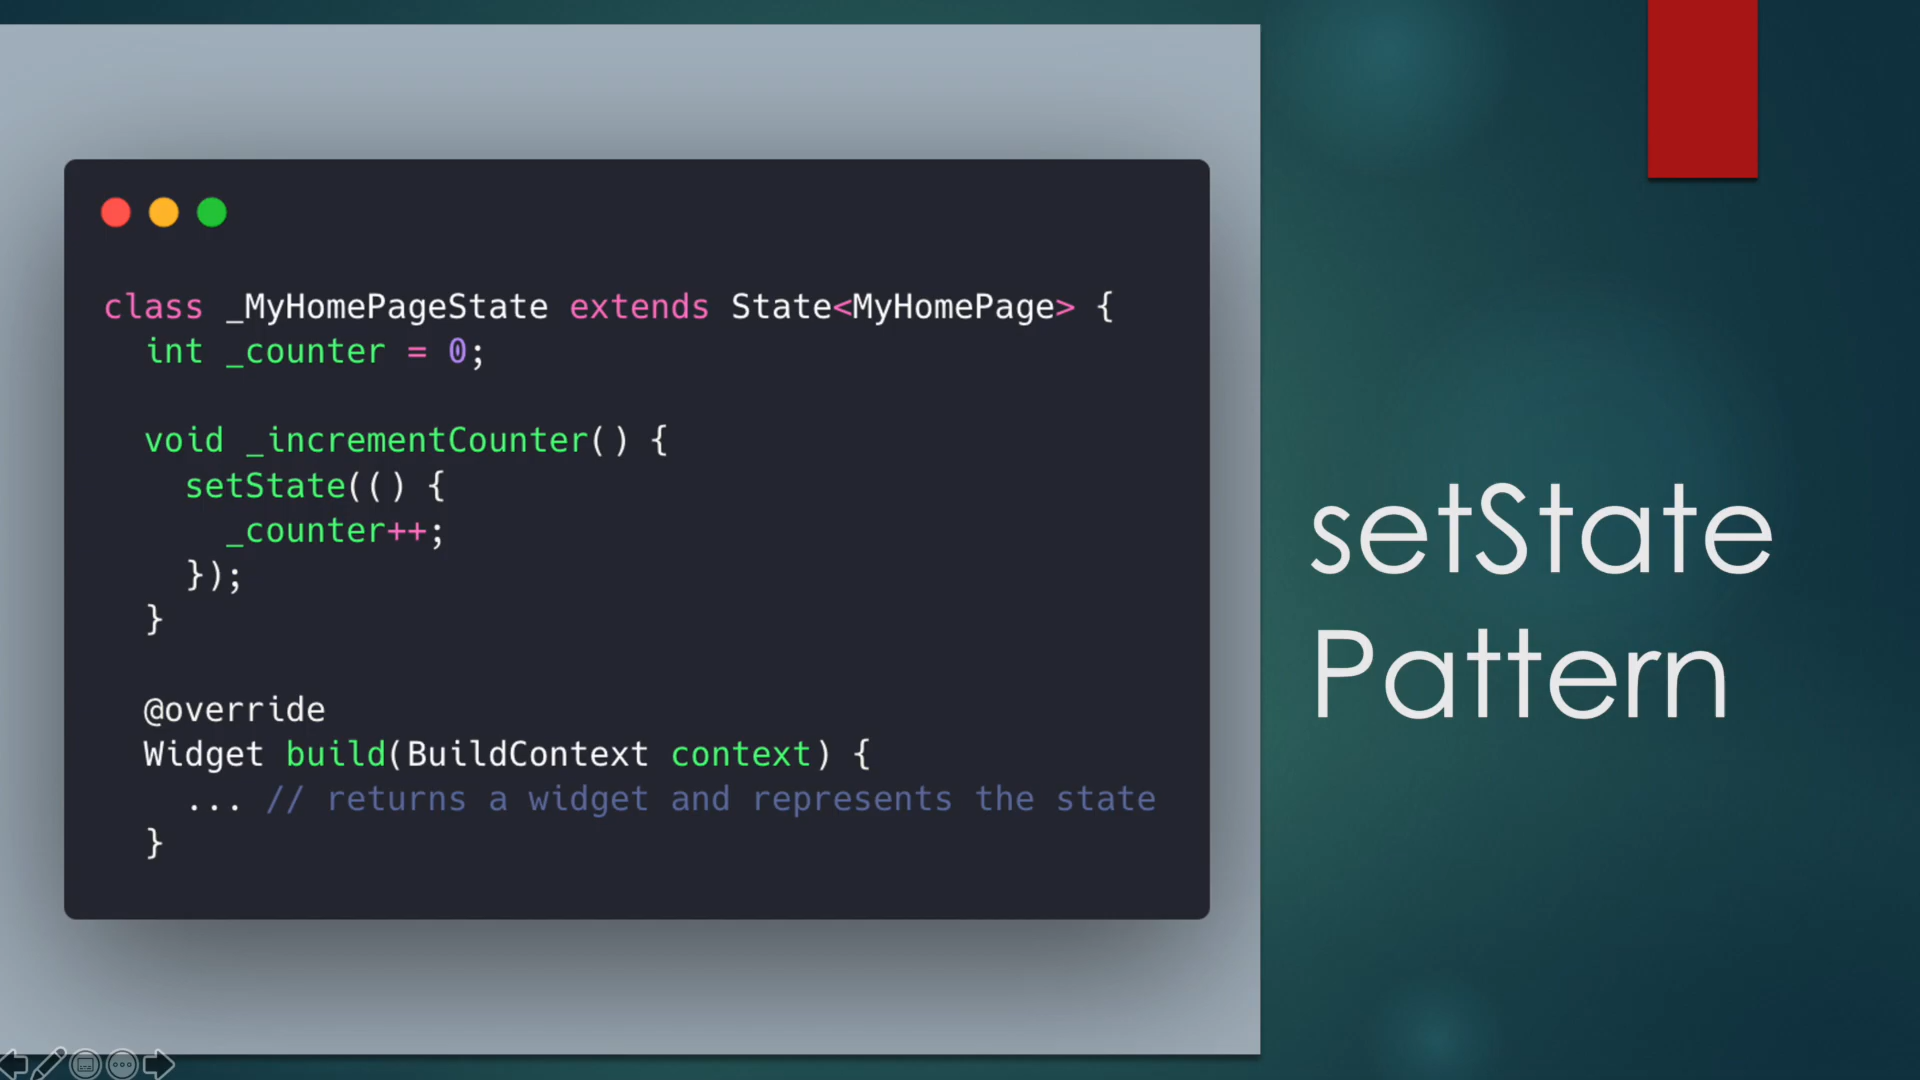 class _MyHomePageState extends State<MyHomePage> {
int _counter = 0;
void _incrementCounter() {
setState(() {
_counter++;
});
}
@override
Widget build(BuildContext context) {
... // returns a widget and represents the state
}
setState
Pattern